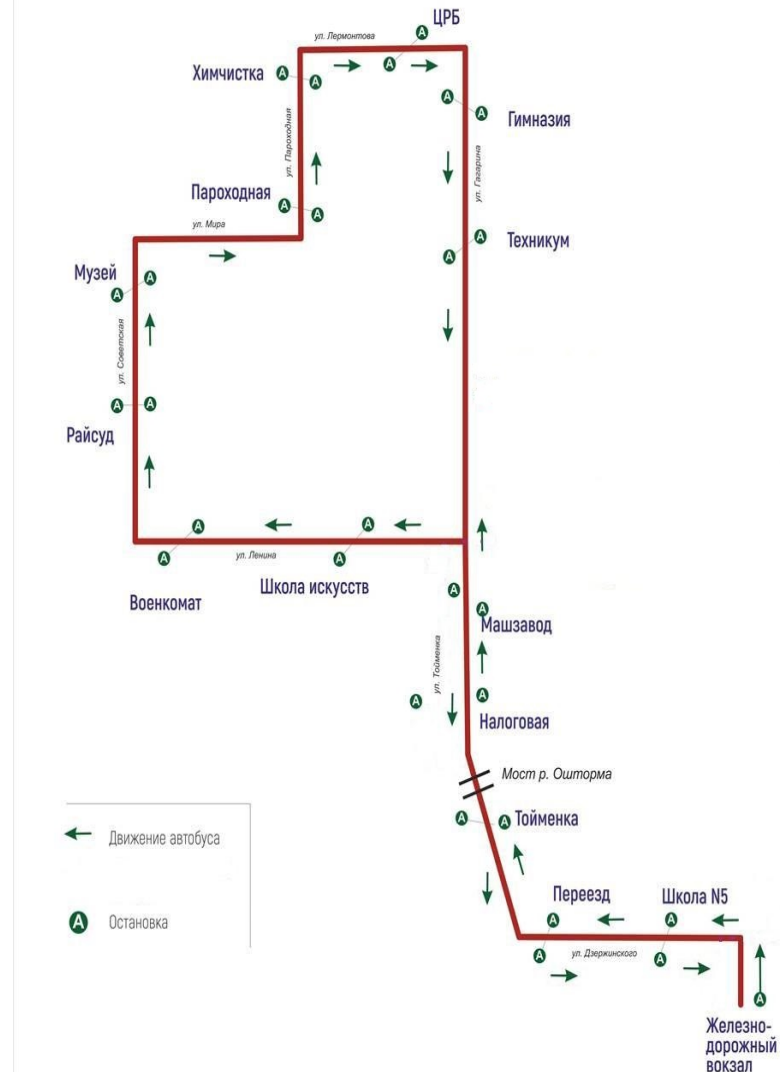 ЦРБ
ул. Лермонтова
А
Химчистка
А
А
А
А
А
Гимназия
ул. Пароходная
ул. Гагарина
Пароходная
А
А
ул. Мира
А
Техникум
А
Музей
А
А
ул. Советская
А
А
Райсуд
А
А
ул. Ленина
А
А
Школа искусств
Военкомат
А
А
Машзавод
ул. Тойменка
А
А
Налоговая
Мост р. Ошторма
А
А
Тойменка
Движение автобуса
Переезд
Школа N5
А
Остановка
А
А
ул. Дзержинского
А
А
А
Железно-
дорожный
вокзал